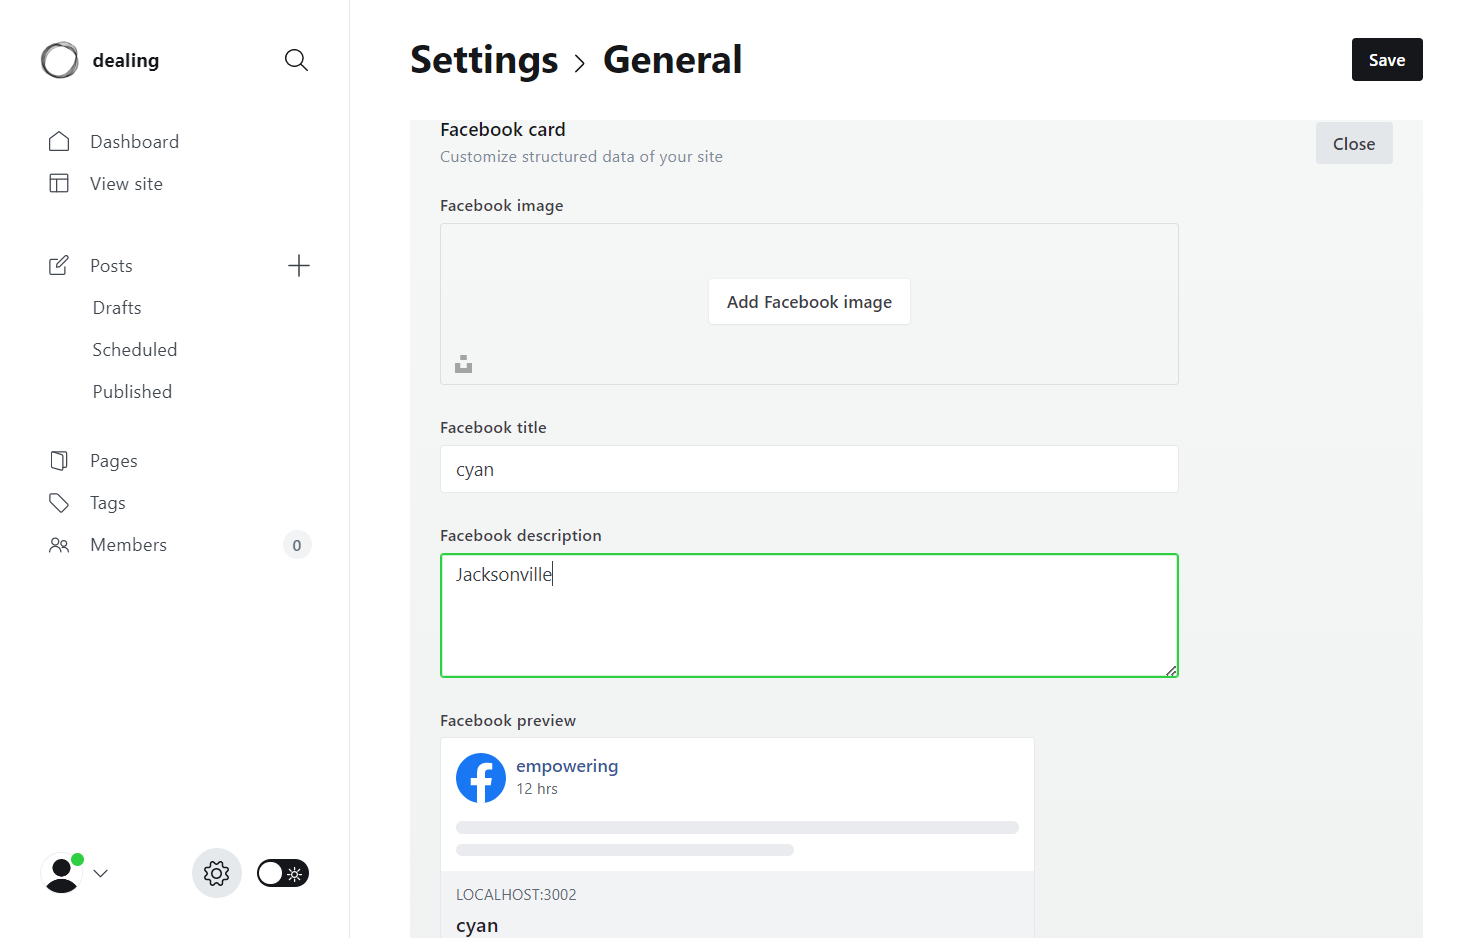 dealing
Dashboard
View site
Posts
Drafts
Scheduled
Published
Pages
Tags
Members
0
Settings > General
Save
Facebook card
Customize structured data of your site
Close
Facebook image
Add Facebook image
Facebook title
cyan
Facebook description
Jacksonville
Facebook preview
empowering
12 hrs
LOCALHOST:3002
cyan